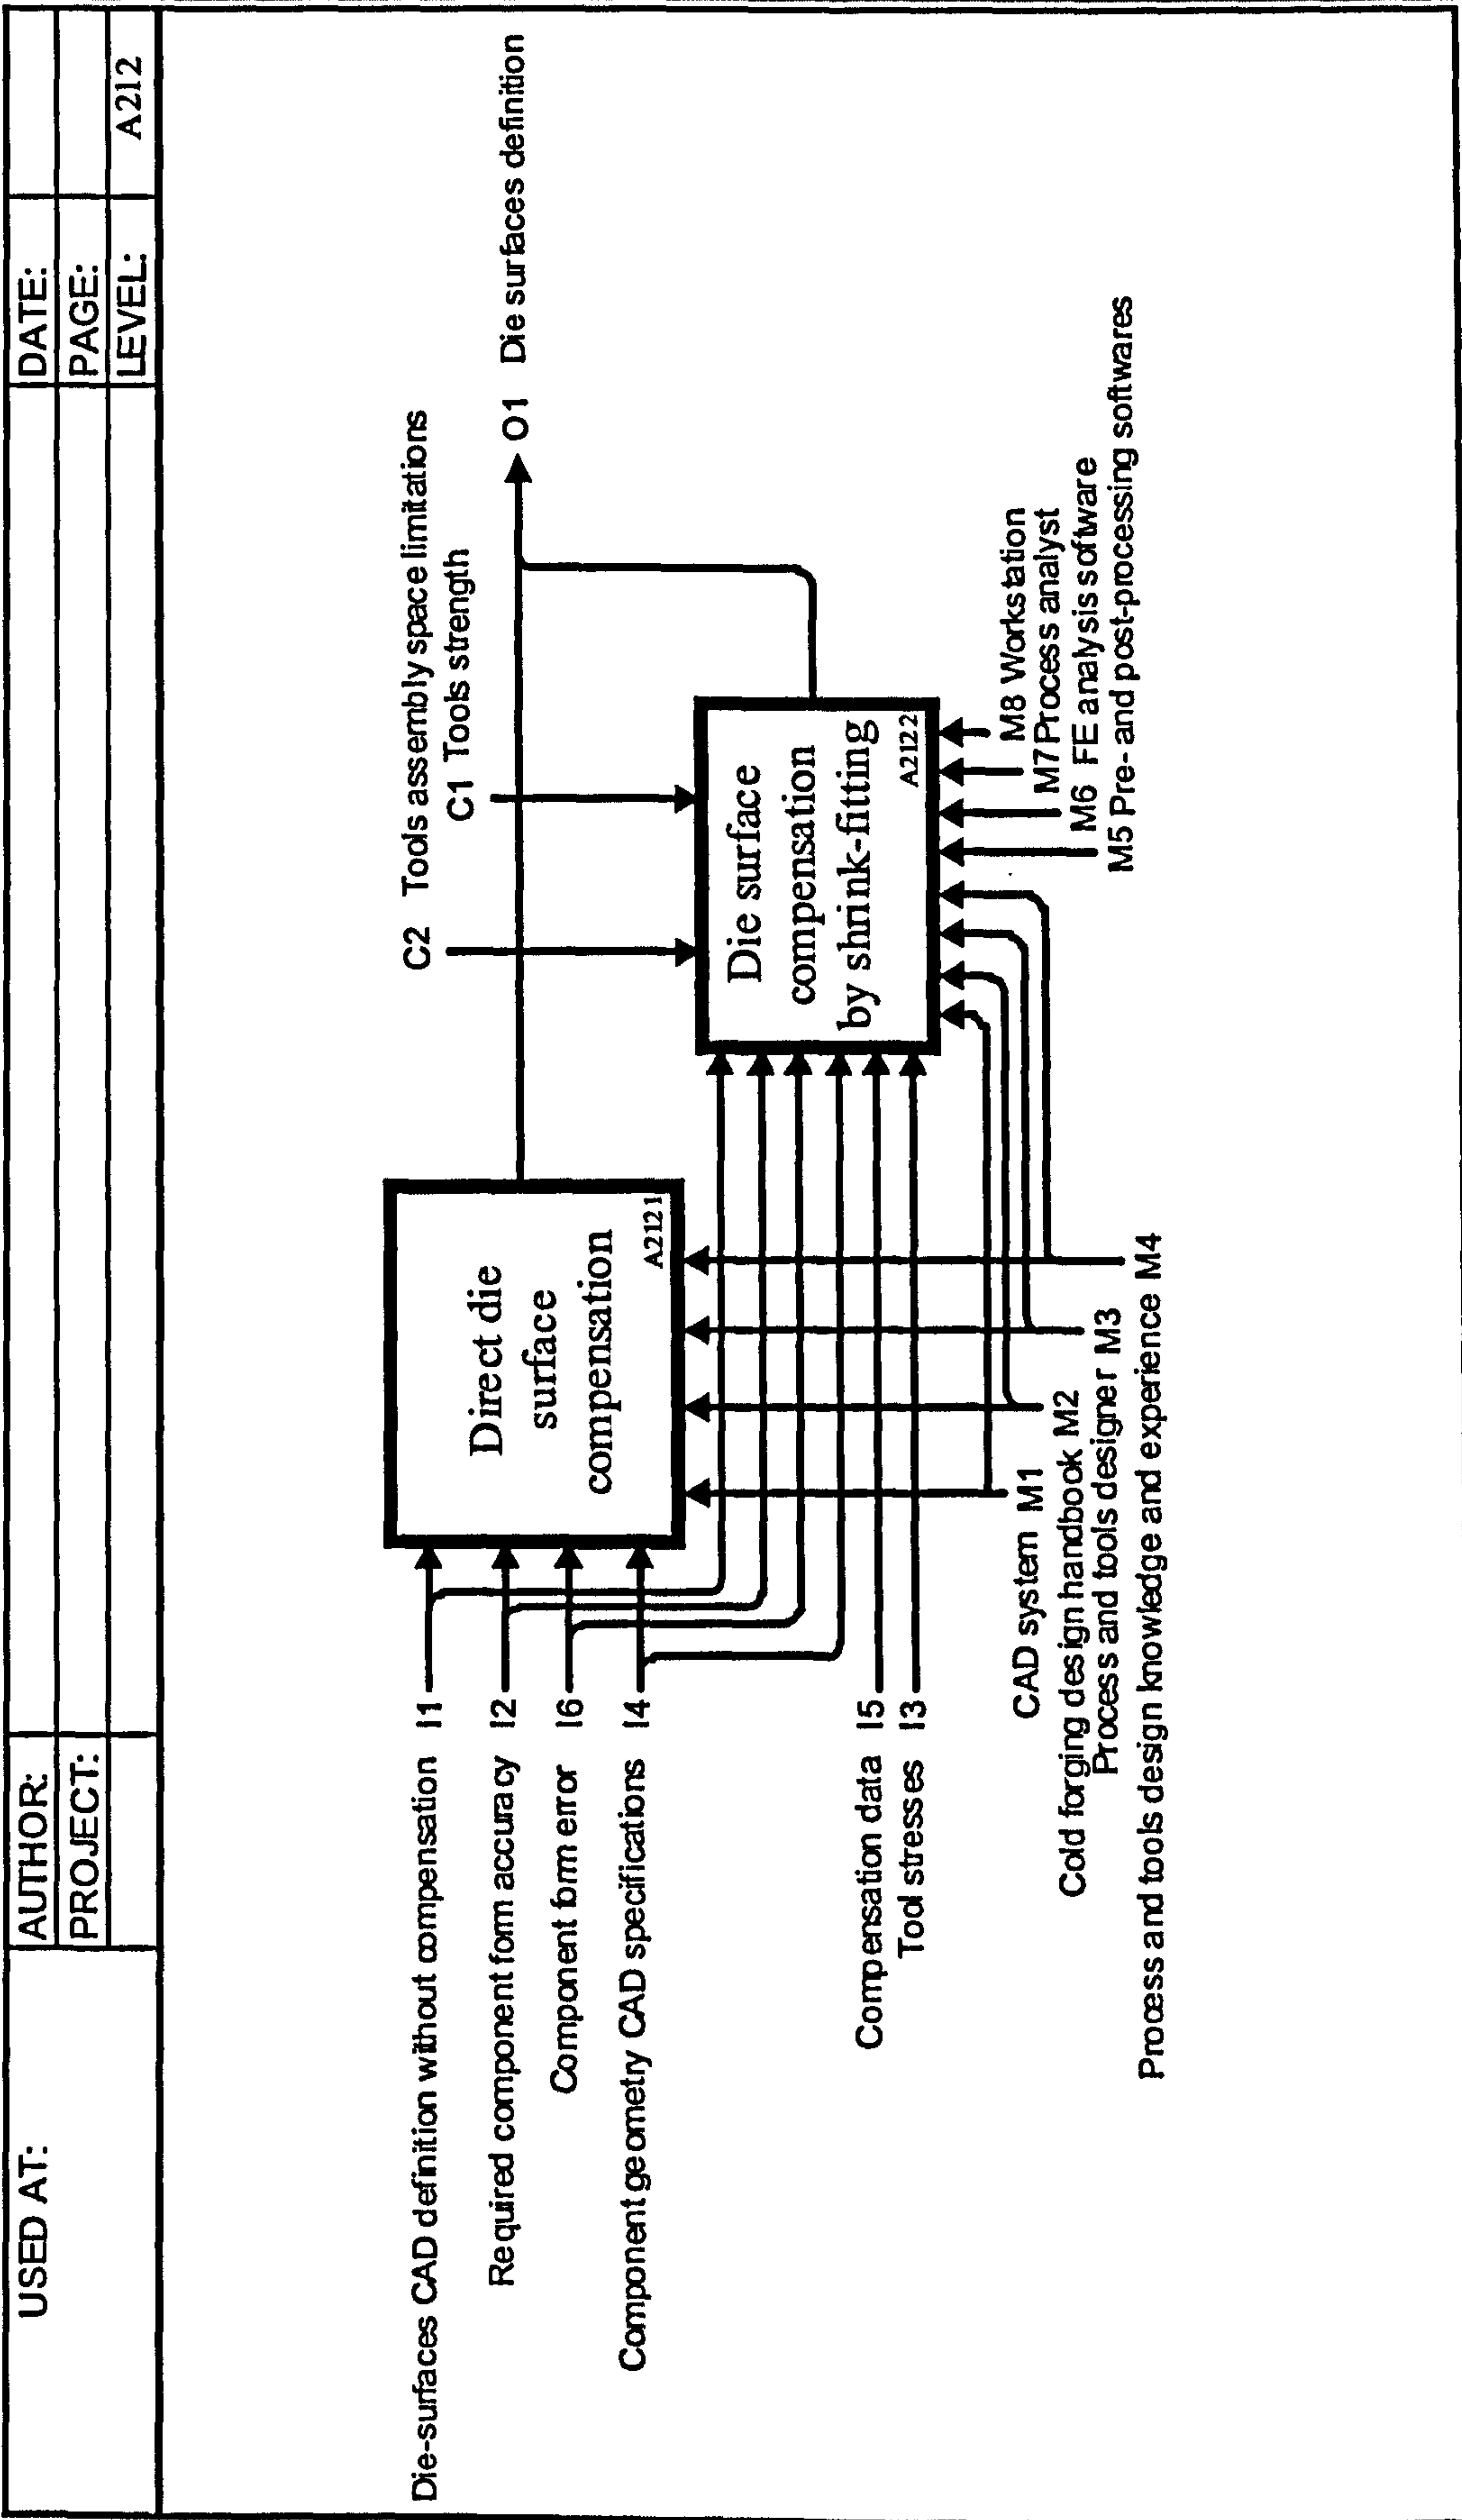 USED AT:
AUTHOR:
DATE:
PROJECT:
PAGE:
LEVEL: A212
C2 Tools assembly space limitations
C1 Tools strength
Die-surfaces CAD definition without compensation I1
Required component form accuracy I2
Component form error I6
Component geometry CAD specifications I4
Direct die
surface
compensation
A2121
O1 Die surfaces definition
Compensation data I5
Tool stresses I3
Die surface
compensation
by shrink-fitting
A2122
CAD system M1
Cold forging design handbook M2
Process and tools designer M3
Process and tools design knowledge and experience M4
M8 Workstation
M7 Process analyst
M6 FE analysis software
M5 Pre- and post-processing softwares